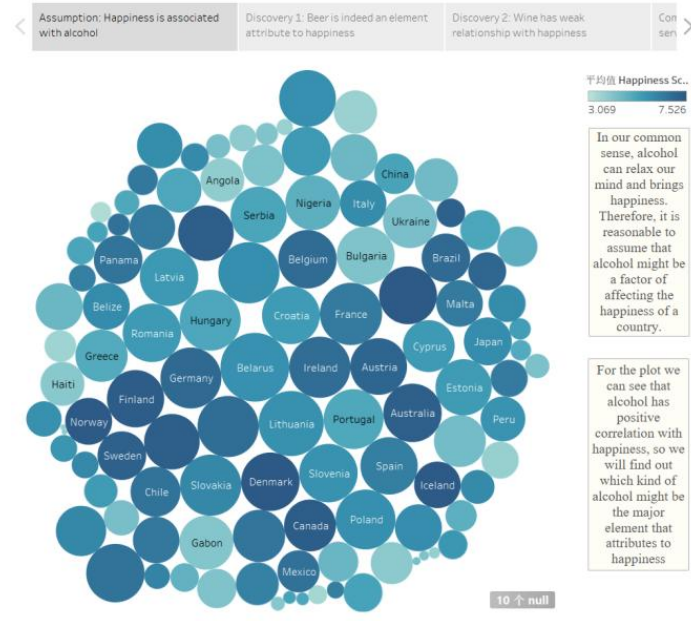 Assumption: Happiness is associated
with alcohol
Discovery 1: Beer is indeed an element
attribute to happiness
Discovery 2: Wine has weak
relationship with happiness
Con
sen
平均值 Happiness Sc..
3.069 7.526
In our common
sense, alcohol
can relax our
mind and brings
happiness.
Therefore, it is
reasonable to
assume that
alcohol might be
a factor of
affecting the
happiness of a
country.
For the plot we
can see that
alcohol has
positive
correlation with
happiness, so we
will find out
which kind of
alcohol might be
the major
element that
attributes to
happiness
China
Angola
Nigeria
Italy
Serbia
Ukraine
Panama
Belgium
Bulgaria
Brazil
Latvia
Belize
Malta
Hungary
Croatia
France
Romania
Cyprus
Japan
Greece
Belarus
Ireland
Austria
Haiti
Germany
Estonia
Finland
Norway
Lithuania
Portugal
Australia
Peru
Sweden
Chile
Slovakia
Denmark
Slovenia
Spain
Iceland
Canada
Poland
Gabon
Mexico
10 个 null